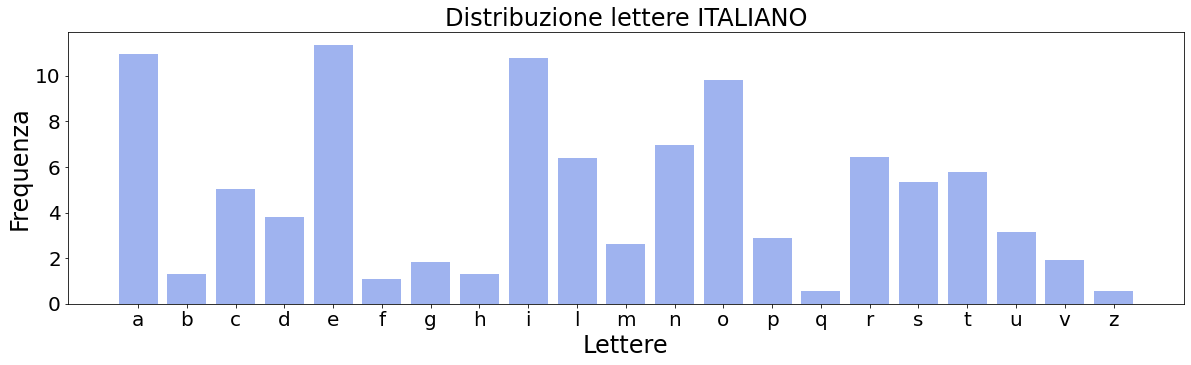 Distribuzione lettere ITALIANO
Frequenza
10
8
6
4
2
0
a b c d e f g h i l m n o p q r s t u v z
Lettere